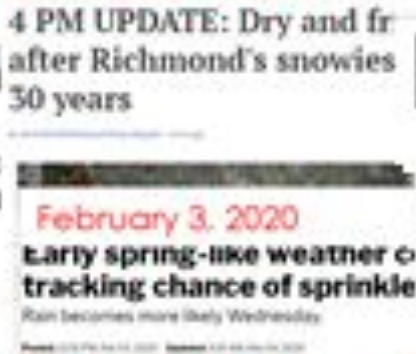 4 PM UPDATE: Dry and fr
after Richmond's snowies
30 years
February 3, 2020
Early spring-like weather c
tracking chance of sprinkle
Rain becomes more likely Wednesday.